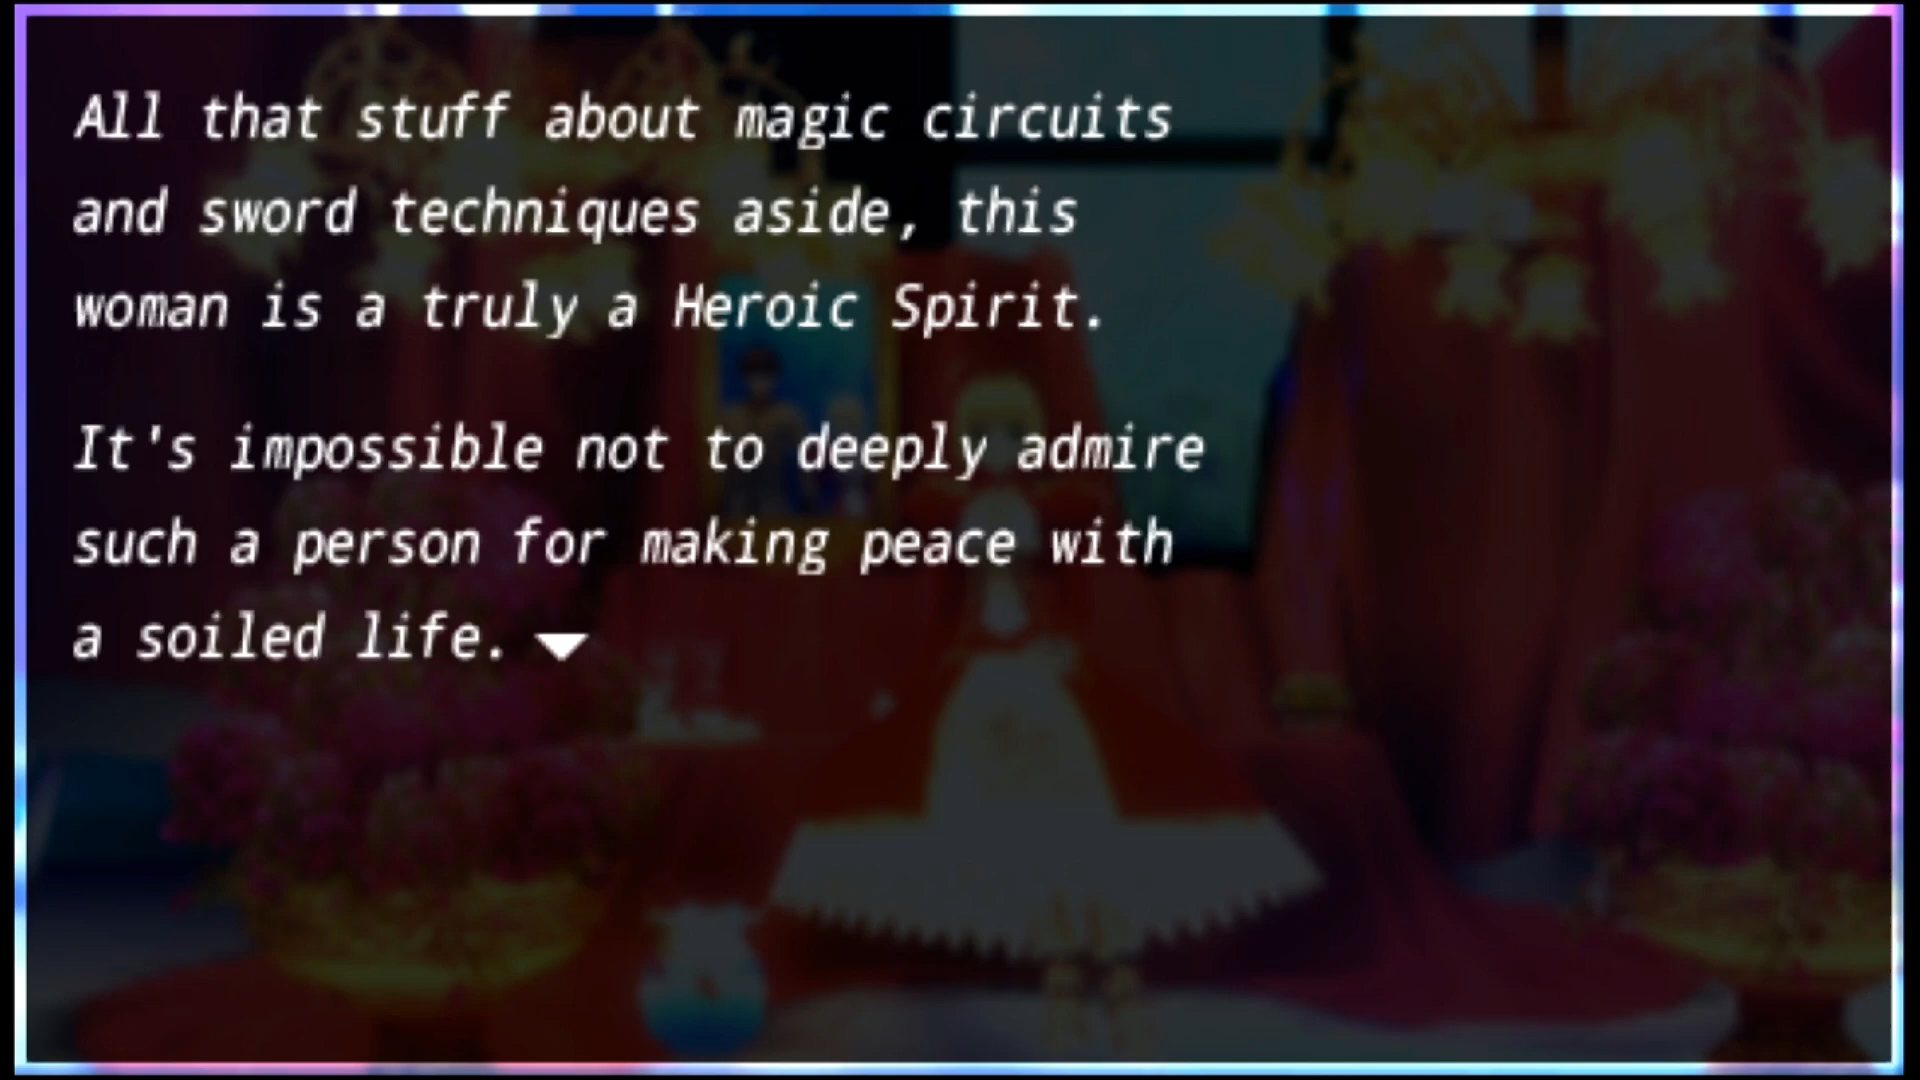 All that stuff about magic circuits
and sword techniques aside, this
woman is a truly a Heroic Spirit.
It's impossible not to deeply admire
such a person for making peace with
a soiled life.